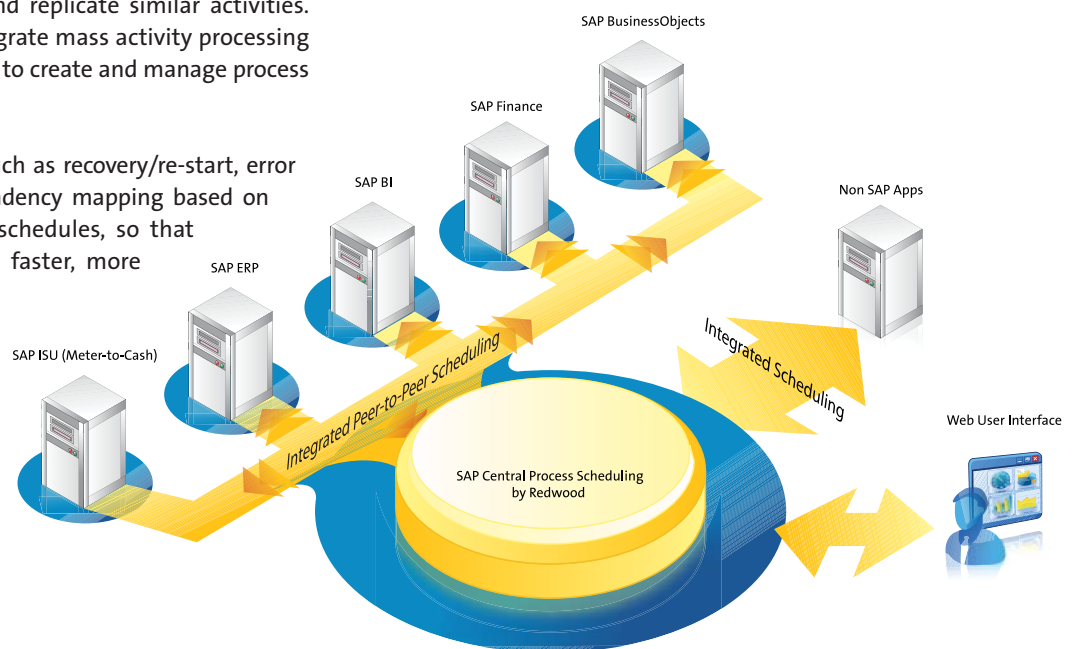 nd replicate similar activities.
grate mass activity processing
to create and manage process
uch as recovery/re-start, error
ndency mapping based on
schedules, so that
faster, more
SAP BusinessObjects
SAP Finance
SAP BI
SAP ERP
SAP ISU (Meter-to-Cash)
Non SAP Apps
Integrated Peer-to-Peer Scheduling
Integrated Scheduling
Web User Interface
SAP Central Process Scheduling
by Redwood